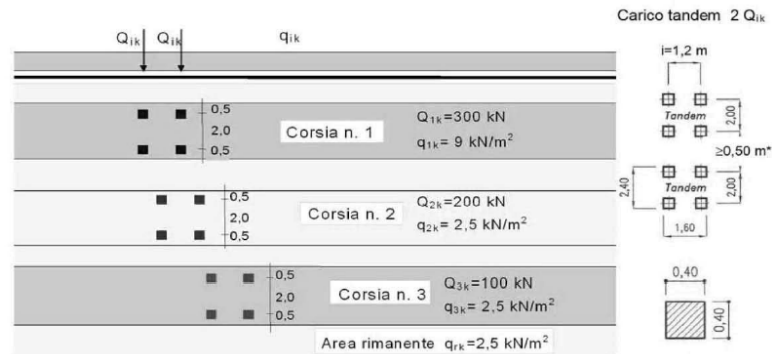 Carico tandem 2 Qik
Qik Qik qik
i=1,2 m
0,5
2,0
0,5
Corsia n. 1
Q1k=300 kN
q1k= 9 kN/m²
Tandem
2,00
≥0,50 m*
0,5
2,0
0,5
Corsia n. 2
Q2k=200 kN
q2k= 2,5 kN/m²
2,40
Tandem
2,00
1,60
0,5
2,0
0,5
Corsia n. 3
Q3k=100 kN
q3k= 2,5 kN/m²
0,40
0,40
Area rimanente qrk=2,5 kN/m²